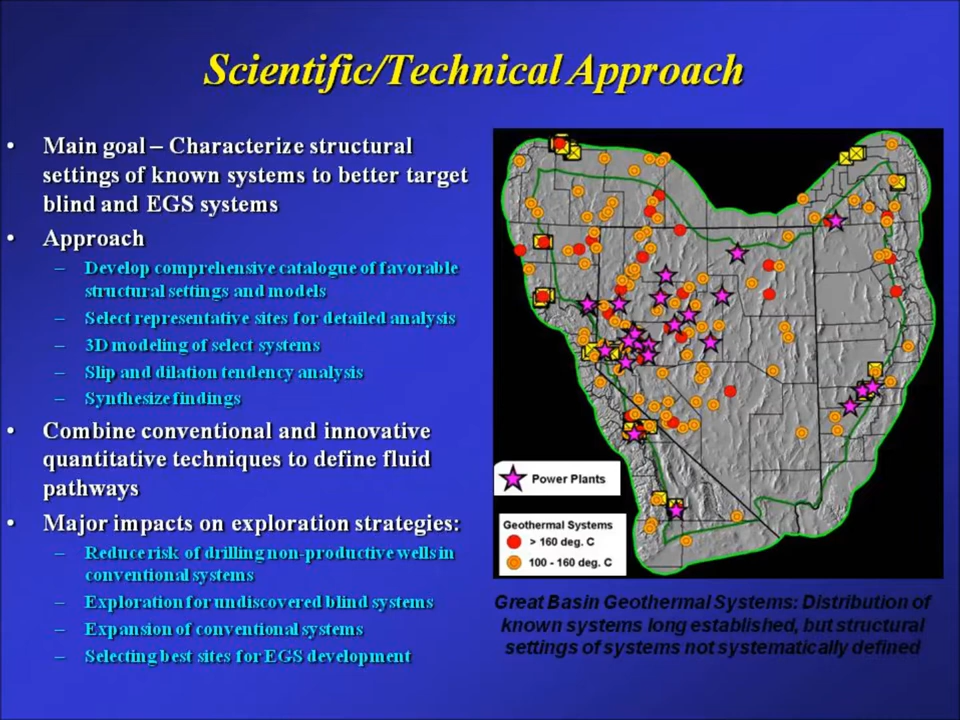 Scientific/Technical Approach
• Main goal – Characterize structural
settings of known systems to better target
blind and EGS systems
• Approach
– Develop comprehensive catalogue of favorable
structural settings and models
– Select representative sites for detailed analysis
– 3D modeling of select systems
– Slip and dilation tendency analysis
– Synthesize findings
• Combine conventional and innovative
quantitative techniques to define fluid
pathways
• Major impacts on exploration strategies:
– Reduce risk of drilling non-productive wells in
conventional systems
– Exploration for undiscovered blind systems
– Expansion of conventional systems
– Selecting best sites for EGS development
Power Plants
Geothermal Systems
> 160 deg. C
100 - 160 deg. C
Great Basin Geothermal Systems: Distribution of
known systems long established, but structural
settings of systems not systematically defined